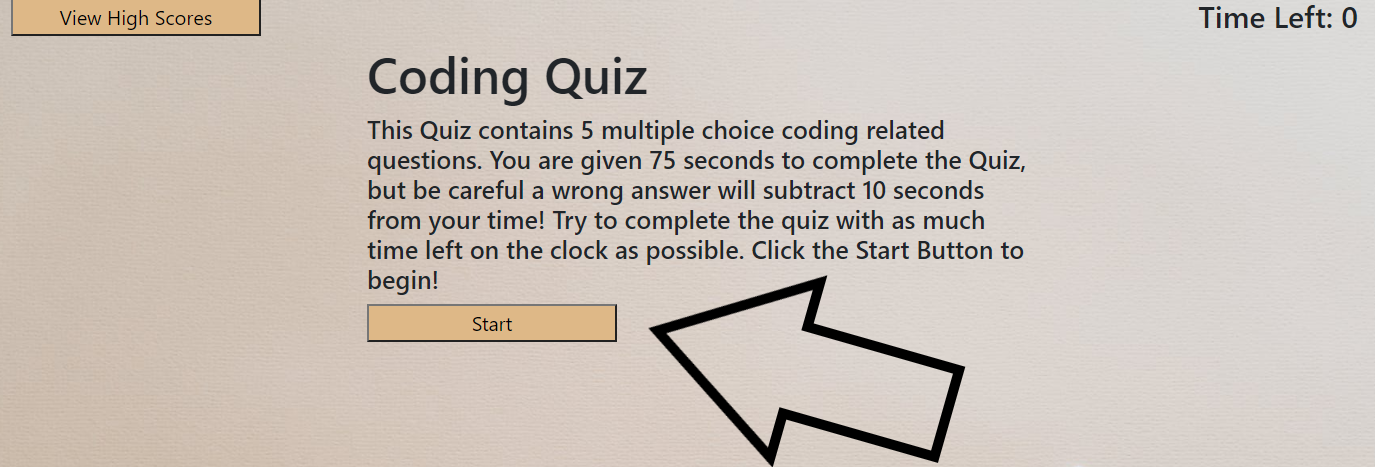 View High Scores
Time Left: 0
Coding Quiz
This Quiz contains 5 multiple choice coding related
questions. You are given 75 seconds to complete the Quiz,
but be careful a wrong answer will subtract 10 seconds
from your time! Try to complete the quiz with as much
time left on the clock as possible. Click the Start Button to
begin!
Start